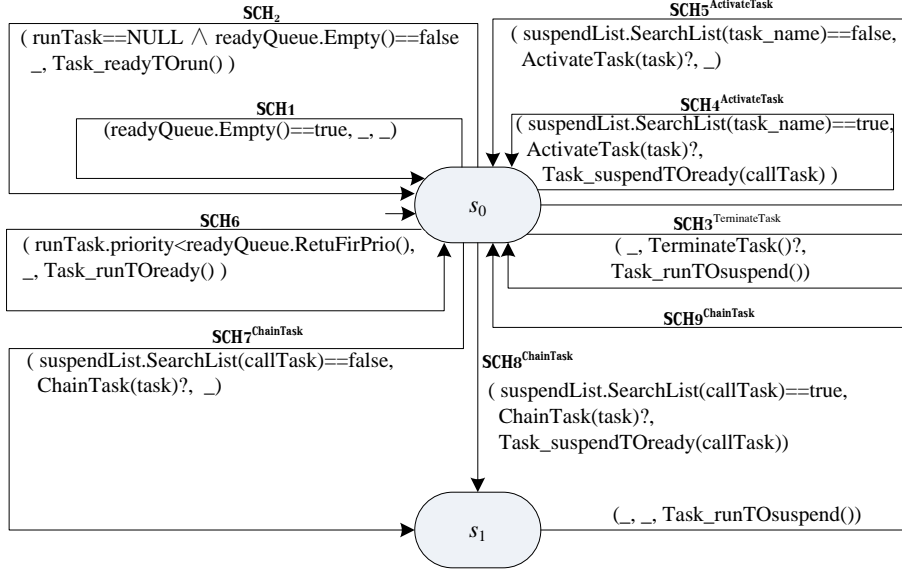 SCH₂
( runTask==NULL ∧ readyQueue.Empty()==false
_, Task_readyTOrun() )
SCH1
(readyQueue.Empty()==true, _, _)
SCH5ActivateTask
( suspendList.SearchList(task_name)==false,
ActivateTask(task)?, _)
SCH4ActivateTask
( suspendList.SearchList(task_name)==true,
ActivateTask(task)?,
Task_suspendTOready(callTask) )
s₀
SCH6
( runTask.priority<readyQueue.RetuFirPrio(),
_, Task_runTOready() )
SCH3TerninateTask
( _, TerminateTask()?,
Task_runTOsuspend())
SCH9ChainTask
SCH7ChainTask
( suspendList.SearchList(callTask)==false,
ChainTask(task)?, _)
SCH8ChainTask
( suspendList.SearchList(callTask)==true,
ChainTask(task)?,
Task_suspendTOready(callTask))
s₁
(_, _, Task_runTOsuspend())